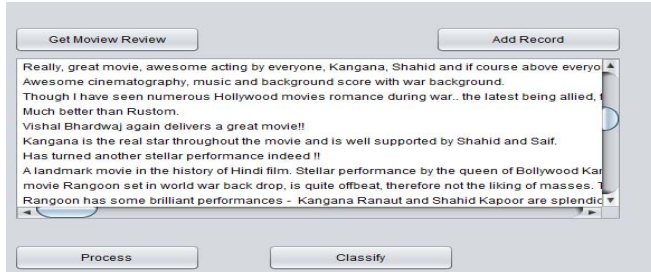 Get Moview Review
Add Record
Really, great movie, awesome acting by everyone, Kangana, Shahid and if course above everyo
Awesome cinematography, music and background score with war background.
Though I have seen numerous Hollywood movies romance during war.. the latest being allied,
Much better than Rustom.
Vishal Bhardwaj again delivers a great movie!!
Kangana is the real star throughout the movie and is well supported by Shahid and Saif.
Has turned another stellar performance indeed !!
A landmark movie in the history of Hindi film. Stellar performance by the queen of Bollywood Kan
movie Rangoon set in world war back drop, is quite offbeat, therefore not the liking of masses. T
Rangoon has some brilliant performances - Kangana Ranaut and Shahid Kapoor are splendid
Process
Classify